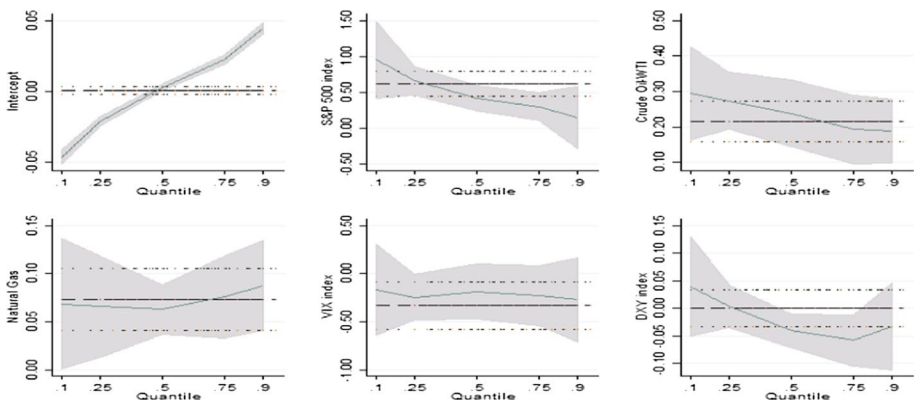 Intercept
0.05
0.00
-0.05
.1 .25 .5 .75 .9
Quantile
S&P 500 index
1.50
1.00
0.50
0.00
-0.50
.1 .25 .5 .75 .9
Quantile
Crude Oil-WTI
0.50
0.40
0.30
0.20
0.10
.1 .25 .5 .75 .9
Quantile
Natural Gas
0.15
0.10
0.05
0.00
.1 .25 .5 .75 .9
Quantile
VIX index
0.50
0.00
-0.50
-1.00
.1 .25 .5 .75 .9
Quantile
DXY index
0.15
0.10
0.05
0.00
-0.05
-0.10
.1 .25 .5 .75 .9
Quantile